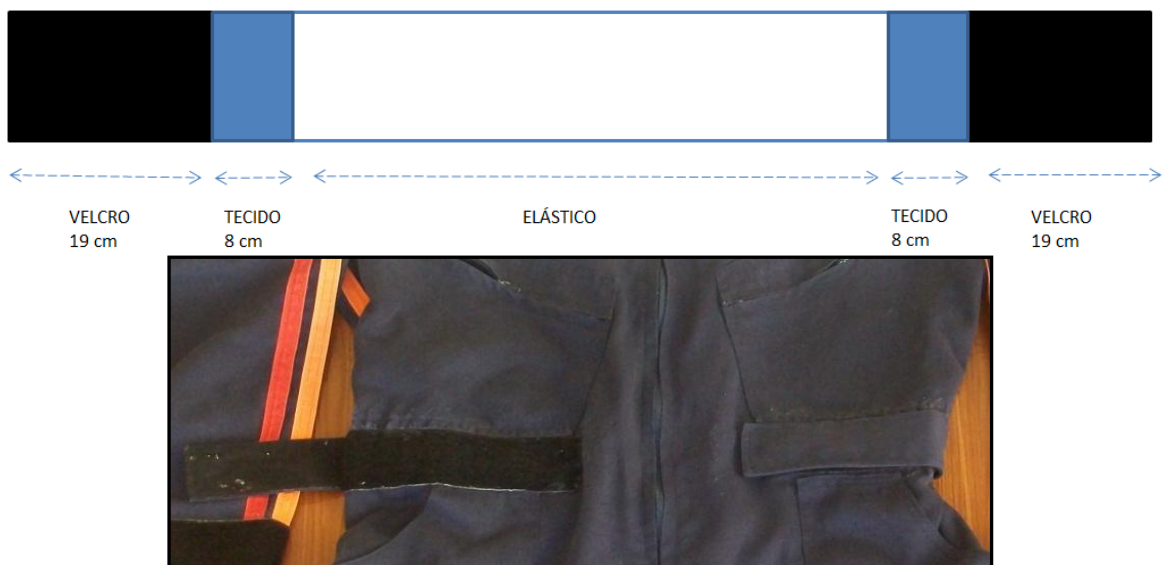 VELCRO
19 cm
TECIDO
8 cm
ELÁSTICO
TECIDO
8 cm
VELCRO
19 cm